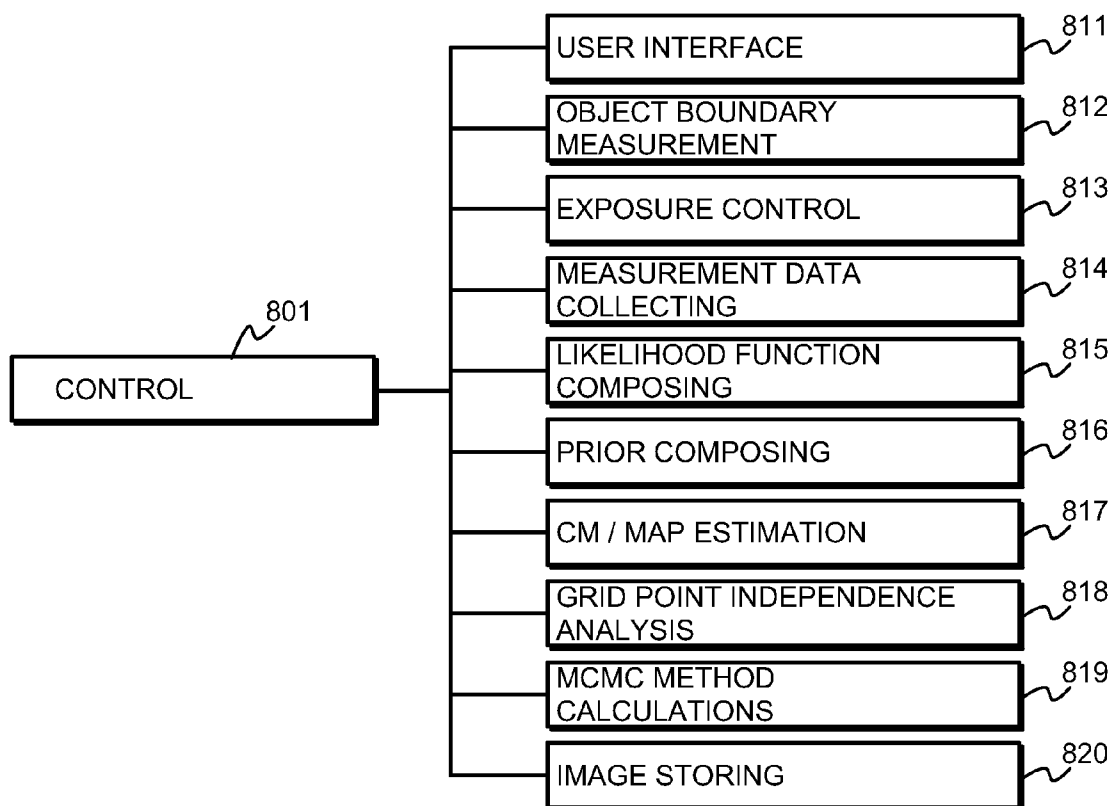 USER INTERFACE
811
OBJECT BOUNDARY
MEASUREMENT
812
EXPOSURE CONTROL
813
MEASUREMENT DATA
COLLECTING
814
801
CONTROL
LIKELIHOOD FUNCTION
COMPOSING
815
PRIOR COMPOSING
816
CM / MAP ESTIMATION
817
GRID POINT INDEPENDENCE
ANALYSIS
818
MCMC METHOD
CALCULATIONS
819
IMAGE STORING
820